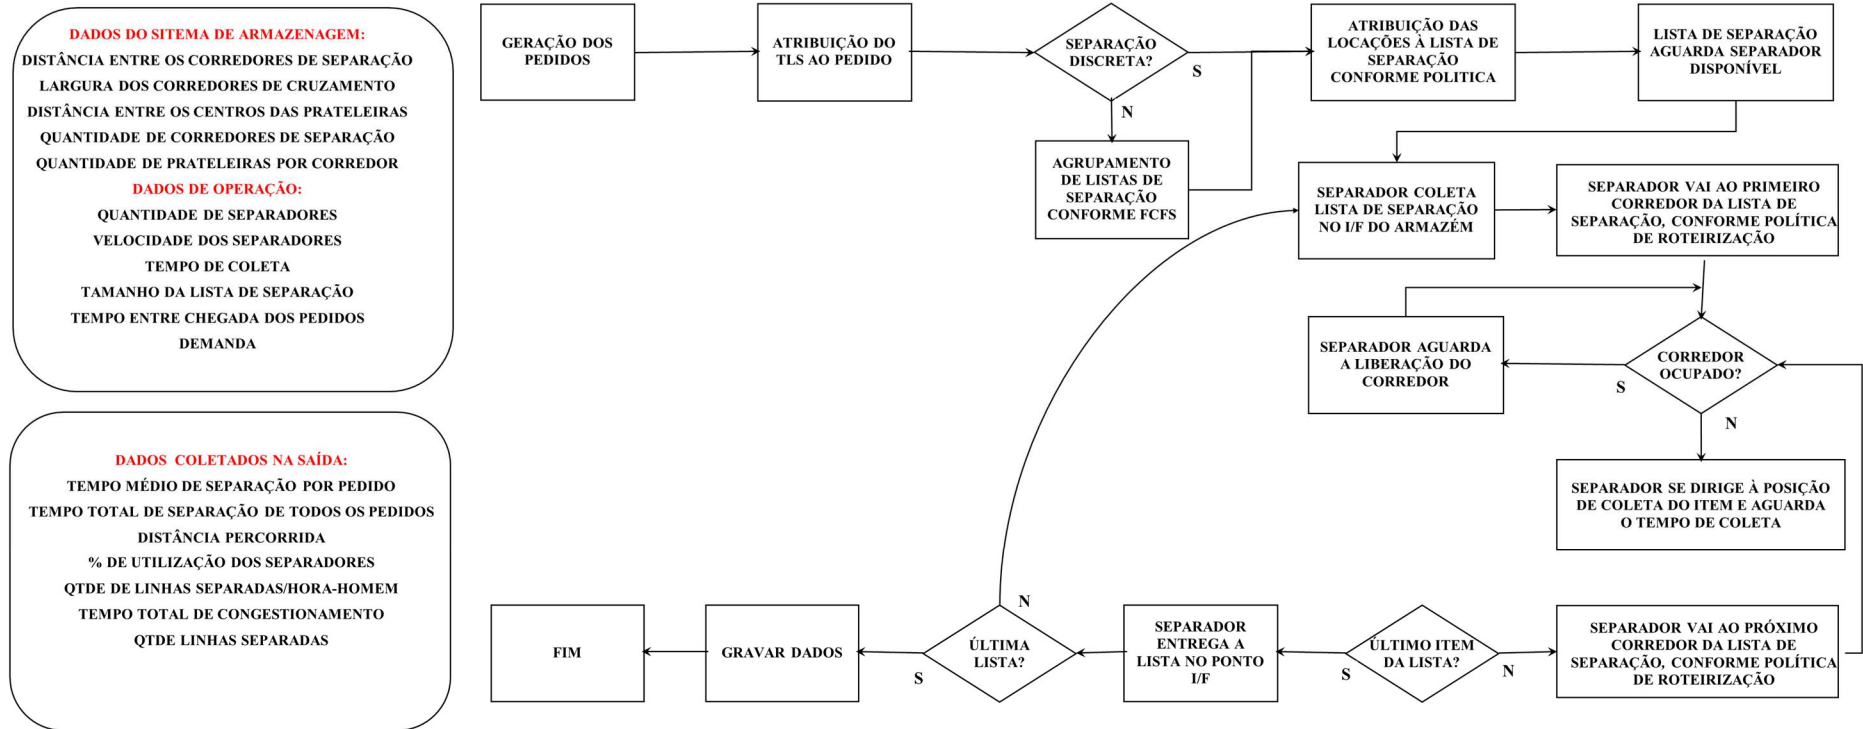 DADOS DO SITEMA DE ARMAZENAGEM:
DISTÂNCIA ENTRE OS CORREDORES DE SEPARAÇÃO
LARGURA DOS CORREDORES DE CRUZAMENTO
DISTÂNCIA ENTRE OS CENTROS DAS PRATELEIRAS
QUANTIDADE DE CORREDORES DE SEPARAÇÃO
QUANTIDADE DE PRATELEIRAS POR CORREDOR
DADOS DE OPERAÇÃO:
QUANTIDADE DE SEPARADORES
VELOCIDADE DOS SEPARADORES
TEMPO DE COLETA
TAMANHO DA LISTA DE SEPARAÇÃO
TEMPO ENTRE CHEGADA DOS PEDIDOS
DEMANDA
DADOS COLETADOS NA SAÍDA:
TEMPO MÉDIO DE SEPARAÇÃO POR PEDIDO
TEMPO TOTAL DE SEPARAÇÃO DE TODOS OS PEDIDOS
DISTÂNCIA PERCORRIDA
% DE UTILIZAÇÃO DOS SEPARADORES
QTDE DE LINHAS SEPARADAS/HORA-HOMEM
TEMPO TOTAL DE CONGESTIONAMENTO
QTDE LINHAS SEPARADAS
GERAÇÃO DOS
PEDIDOS
ATRIBUIÇÃO DO
TLS AO PEDIDO
SEPARAÇÃO
DISCRETA?
S
N
AGRUPAMENTO
DE LISTAS DE
SEPARAÇÃO
CONFORME FCFS
ATRIBUIÇÃO DAS
LOCAÇÕES À LISTA DE
SEPARAÇÃO
CONFORME POLITICA
LISTA DE SEPARAÇÃO
AGUARDA SEPARADOR
DISPONÍVEL
SEPARADOR COLETA
LISTA DE SEPARAÇÃO
NO I/F DO ARMAZÉM
SEPARADOR VAI AO PRIMEIRO
CORREDOR DA LISTA DE
SEPARAÇÃO, CONFORME POLÍTICA
DE ROTEIRIZAÇÃO
SEPARADOR AGUARDA
A LIBERAÇÃO DO
CORREDOR
CORREDOR
OCUPADO?
S
N
SEPARADOR SE DIRIGE À POSIÇÃO
DE COLETA DO ITEM E AGUARDA
O TEMPO DE COLETA
FIM
GRAVAR DADOS
S
ÚLTIMA
LISTA?
N
SEPARADOR
ENTREGA A
LISTA NO PONTO
I/F
S
ÚLTIMO ITEM
DA LISTA?
N
SEPARADOR VAI AO PRÓXIMO
CORREDOR DA LISTA DE
SEPARAÇÃO, CONFORME POLÍTICA
DE ROTEIRIZAÇÃO